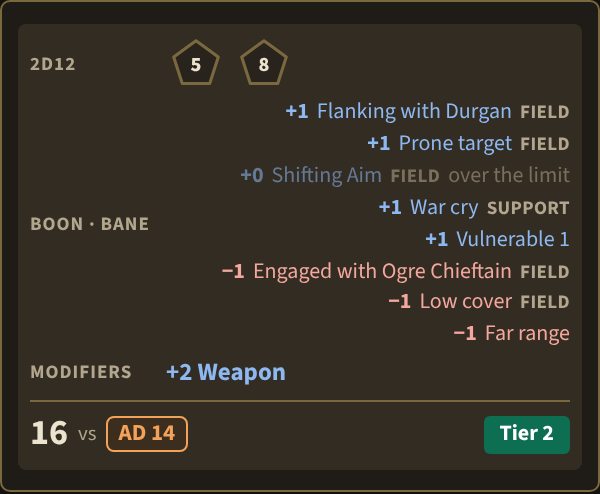 2D12 5 8
+1 Flanking with Durgan FIELD
+1 Prone target FIELD
+0 Shifting Aim FIELD over the limit
+1 War cry SUPPORT
BOON · BANE
+1 Vulnerable 1
−1 Engaged with Ogre Chieftain FIELD
−1 Low cover FIELD
−1 Far range
MODIFIERS +2 Weapon
16 vs AD 14 Tier 2